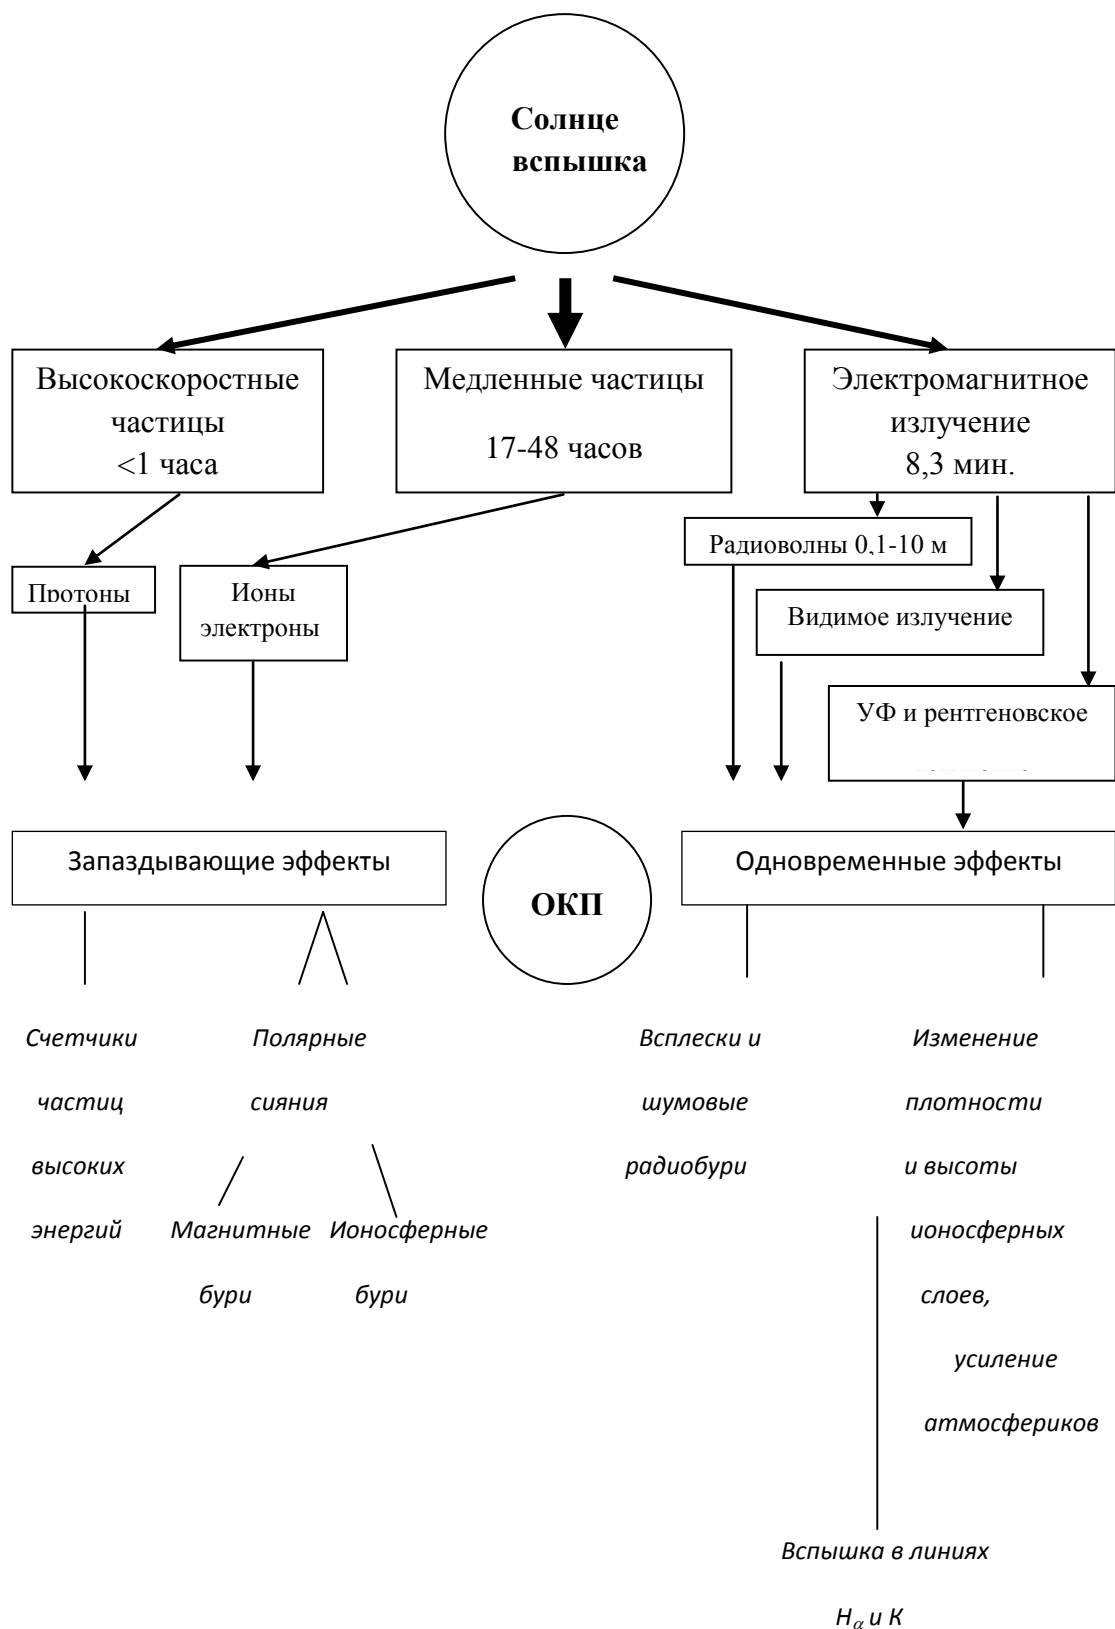 Солнце
вспышка
Высокоскоростные
частицы
<1 часа
Медленные частицы
17-48 часов
Электромагнитное
излучение
8,3 мин.
Радиоволны 0,1-10 м
Протоны
Ионы
электроны
Видимое излучение
УФ и рентгеновское
Запаздывающие эффекты
ОКП
Одновременные эффекты
Счетчики
частиц
высоких
энергий
Полярные
сияния
Магнитные
бури
Ионосферные
бури
Всплески и
шумовые
радиобури
Изменение
плотности
и высоты
ионосферных
слоев,
усиление
атмосфериков
Вспышка в линиях
Hα и К